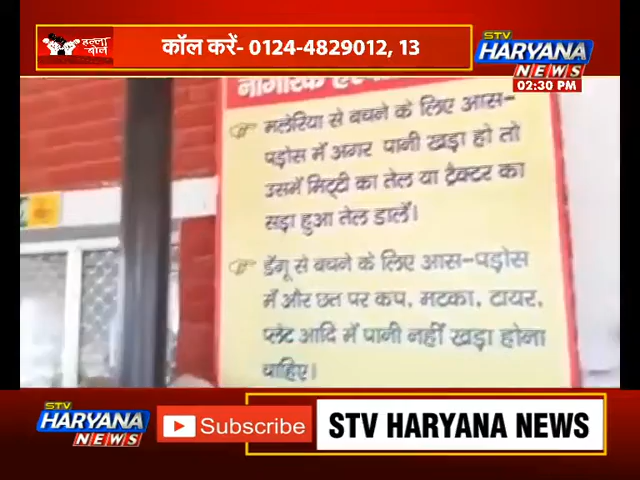 हल्ला बोल
कॉल करें- 0124-4829012, 13
STV
HARYANA
NEWS
02:30 PM
नागरिक
मलेरिया से बचने के लिए आस-
पड़ोस में अगर पानी खड़ा हो तो
उसमें मिट्टी का तेल या ट्रैक्टर का
सड़ा हुआ तेल डालें।
डेंगू से बचने के लिए आस-पड़ोस
में और छत पर कप, मटका, टायर,
प्लेट आदि में पानी नहीं खड़ा होना
चाहिए।
STV
HARYANA
NEWS
Subscribe
STV HARYANA NEWS